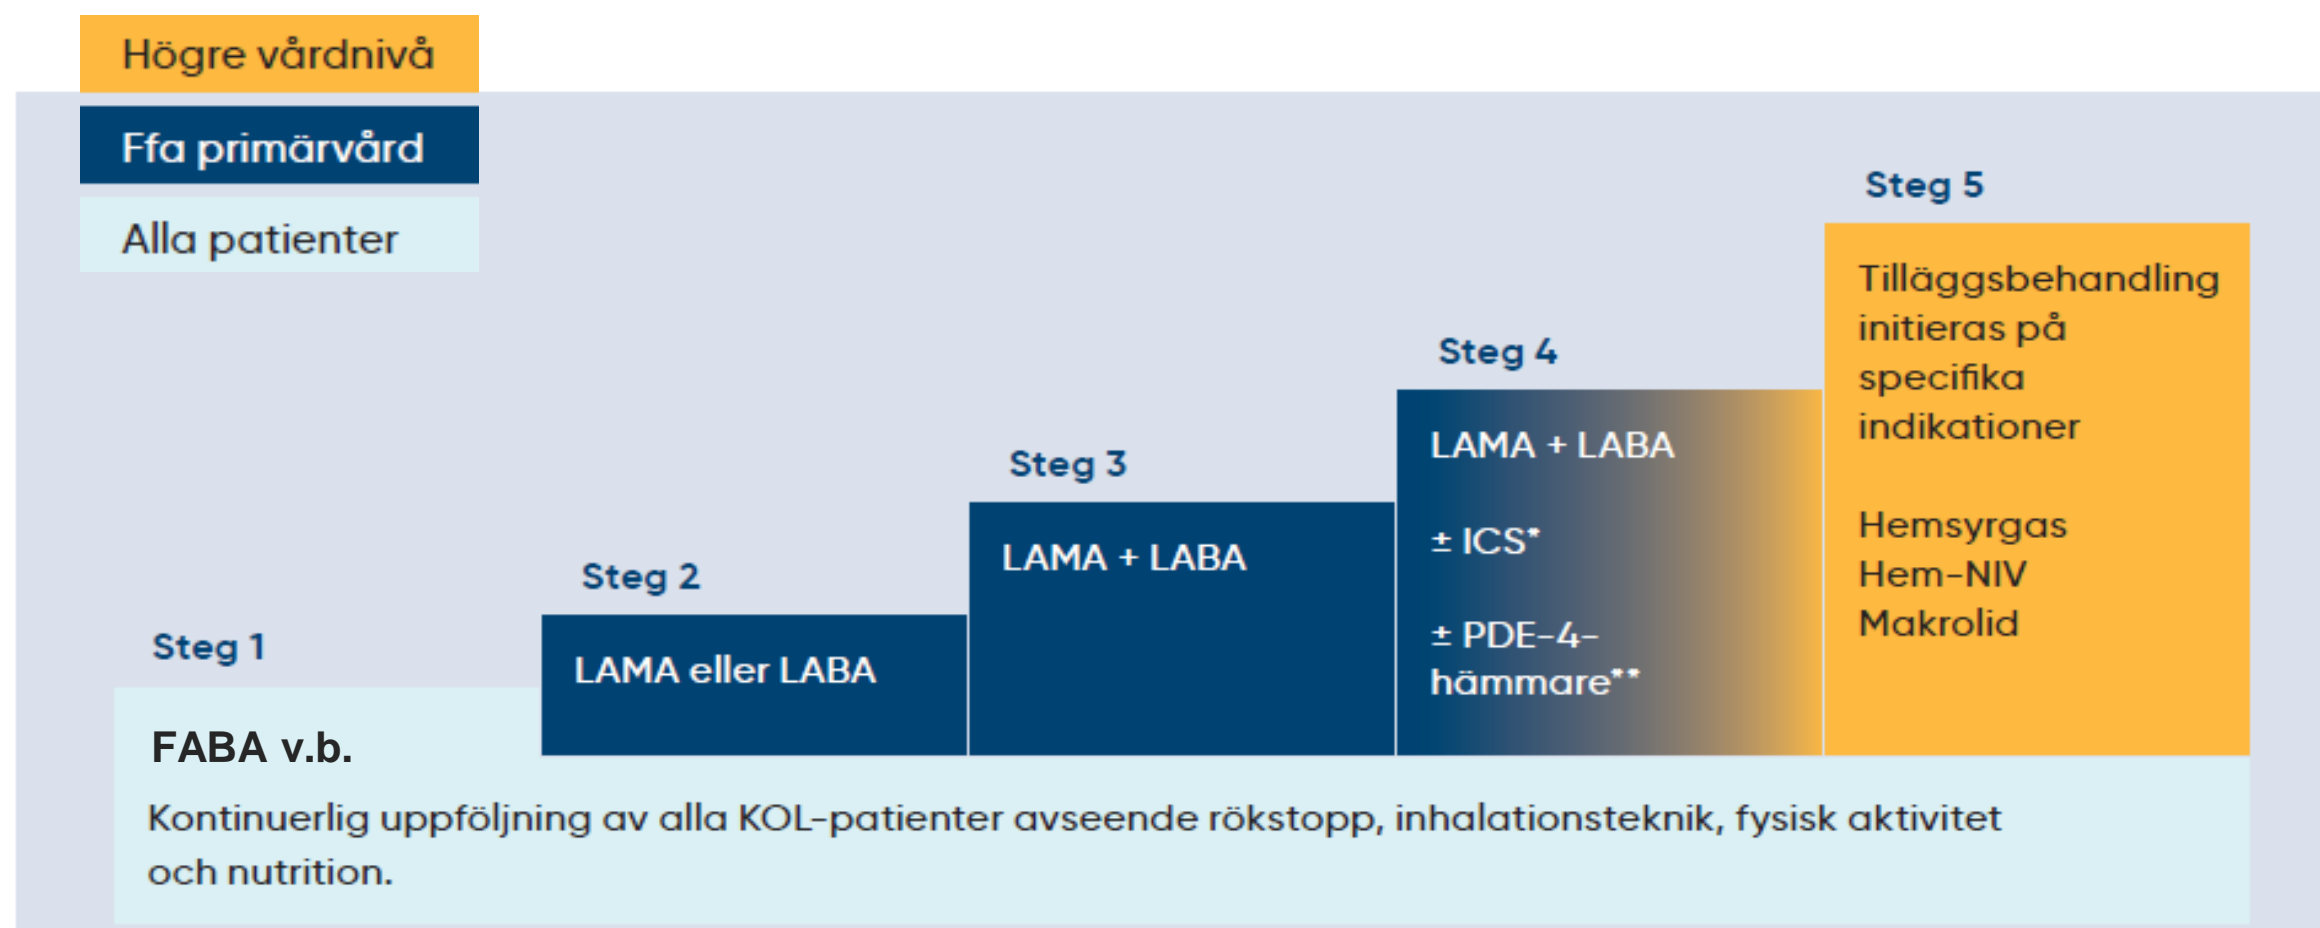 Högre vårdnivå
Ffa primärvård
Alla patienter
Steg 1
FABA v.b.
Kontinuerlig uppföljning av alla KOL-patienter avseende rökstopp, inhalationsteknik, fysisk aktivitet
och nutrition.
Steg 2
LAMA eller LABA
Steg 3
LAMA + LABA
Steg 4
LAMA + LABA
± ICS*
± PDE-4-
hämmare**
Steg 5
Tilläggsbehandling
initieras på
specifika
indikationer
Hemsyrgas
Hem-NIV
Makrolid